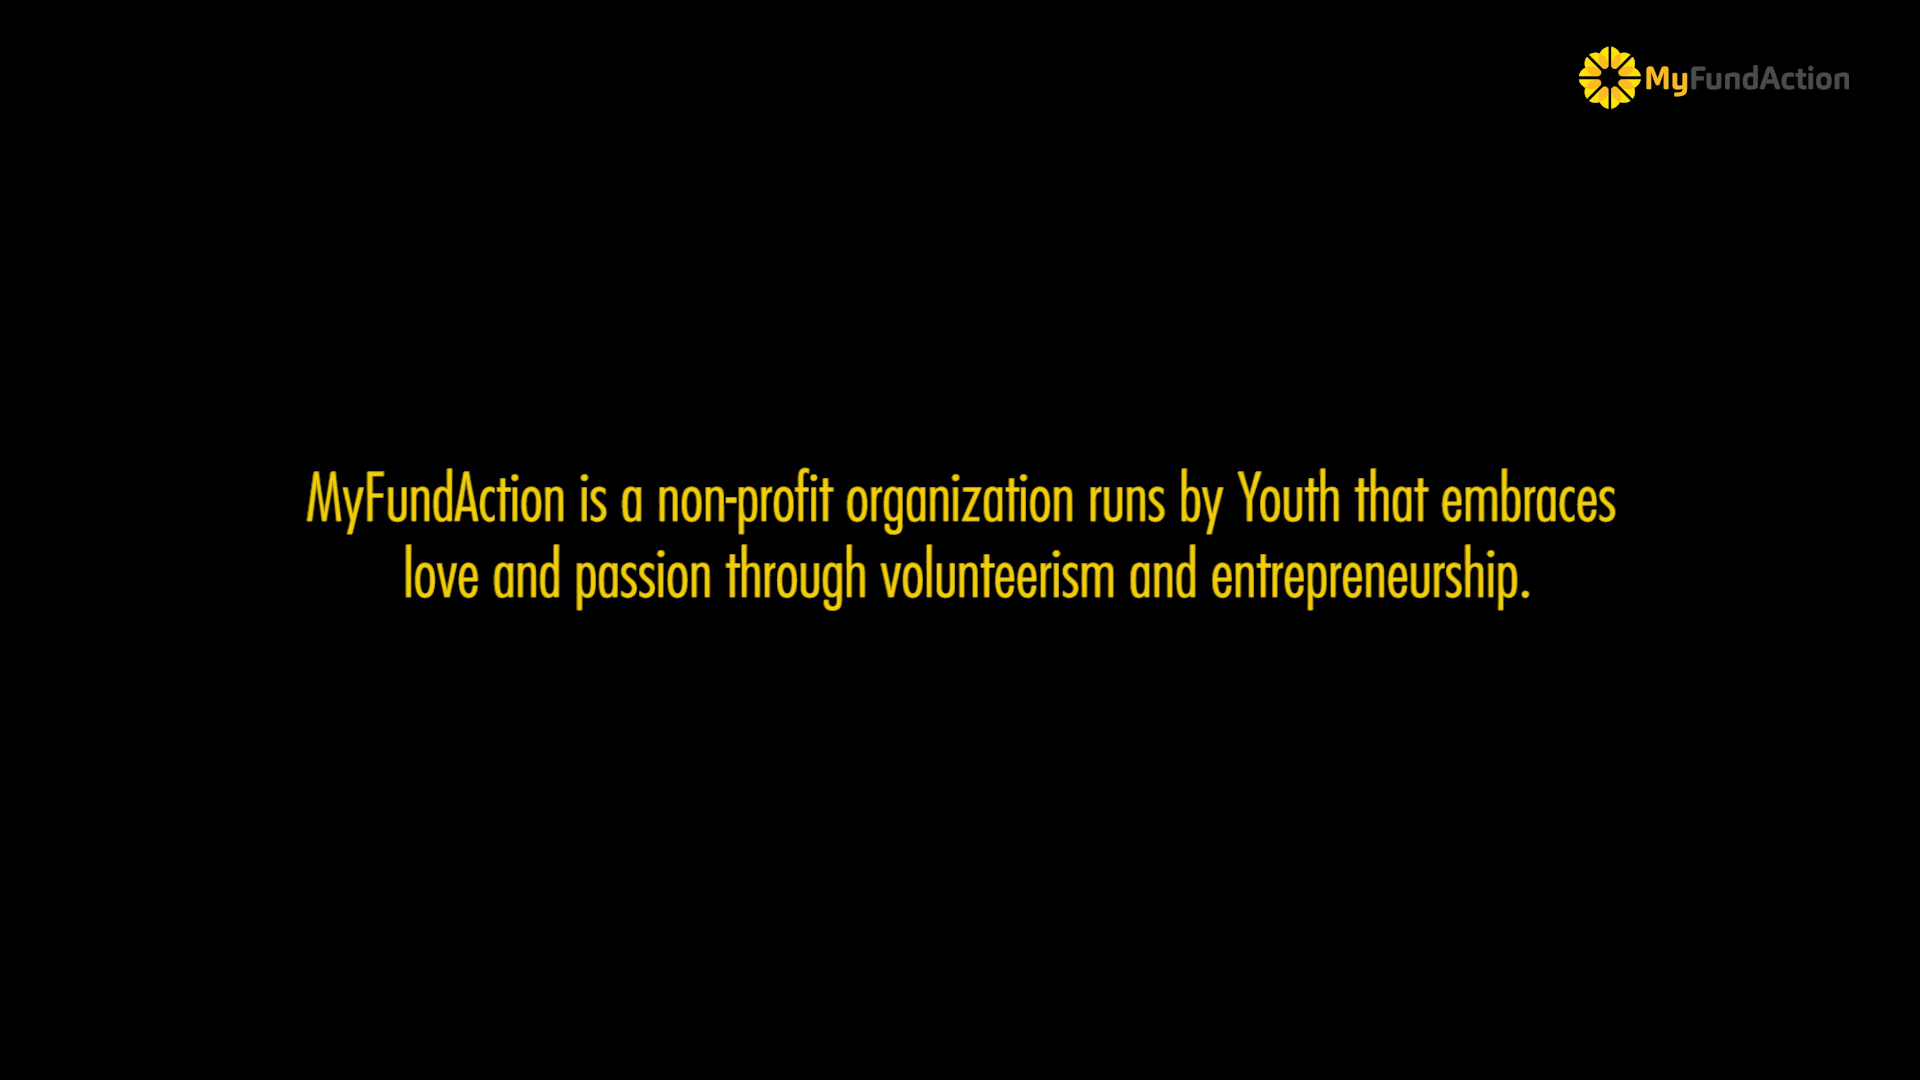 MyFundAction
MyFundAction is a non-profit organization runs by Youth that embraces
love and passion through volunteerism and entrepreneurship.